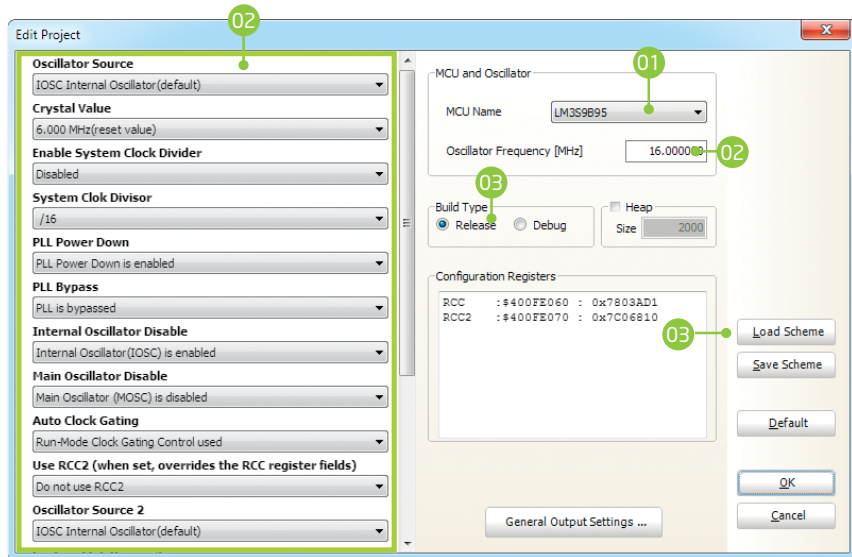 02
Edit Project
Oscillator Source
IOSC Internal Oscillator(default)
Crystal Value
6.000 MHz(reset value)
Enable System Clock Divider
Disabled
System Clok Divisor
/16
PLL Power Down
PLL Power Down is enabled
PLL Bypass
PLL is bypassed
Internal Oscillator Disable
Internal Oscillator(IOSC) is enabled
Main Oscillator Disable
Main Oscillator (MOSC) is disabled
Auto Clock Gating
Run-Mode Clock Gating Control used
Use RCC2 (when set, overrides the RCC register fields)
Do not use RCC2
Oscillator Source 2
IOSC Internal Oscillator(default)
MCU and Oscillator
01
MCU Name
LM3S9B95
Oscillator Frequency [MHz]
16.000000
02
03
Build Type
Release
Debug
Heap
Size
2000
Configuration Registers
RCC :$400FE060 : 0x7803AD1
RCC2 :$400FE070 : 0x7C06810
03
General Output Settings ...
Load Scheme
Save Scheme
Default
OK
Cancel